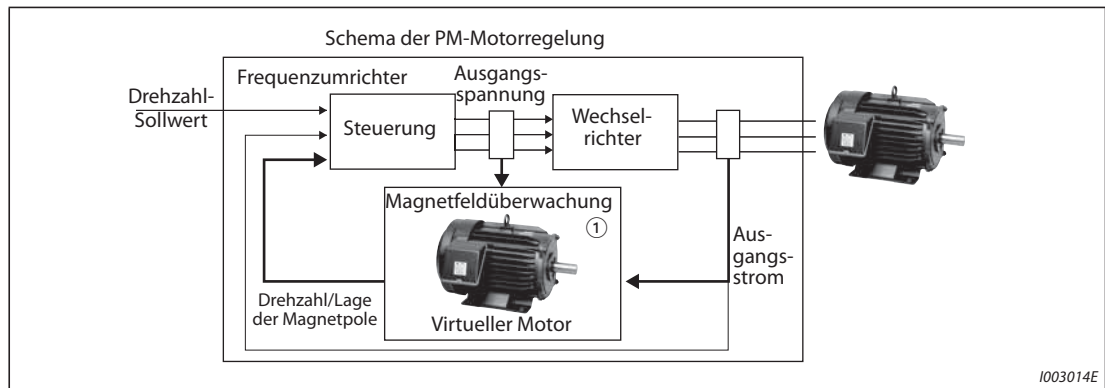 Schema der PM-Motorregelung
Frequenzumrichter
Ausgangs-
spannung
Drehzahl-
Sollwert
Steuerung
Wechsel-
richter
Magnetfeldüberwachung
①
Aus-
gangs-
strom
Drehzahl/Lage
der Magnetpole
Virtueller Motor
I003014E